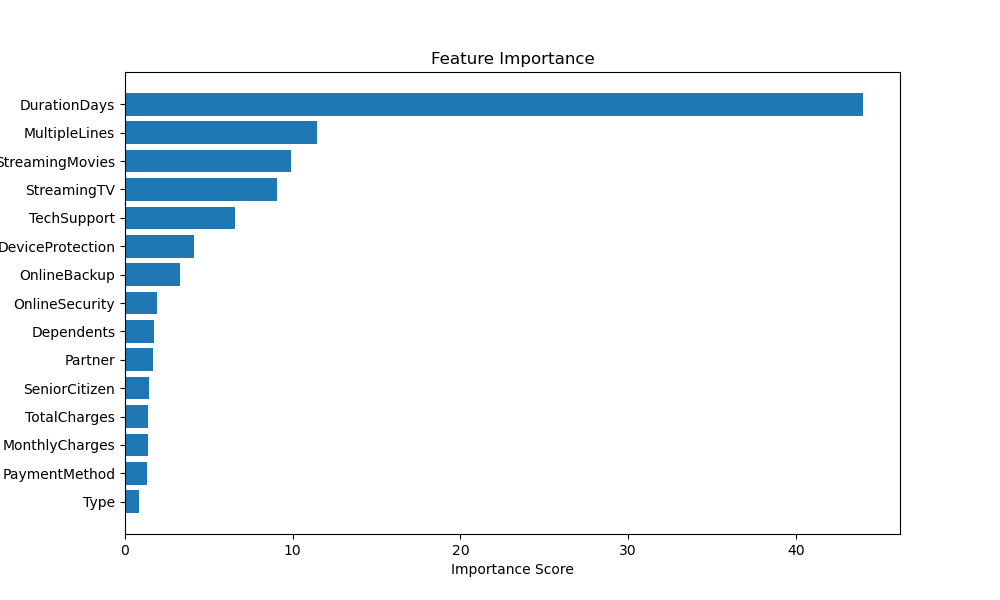 Feature Importance
DurationDays
MultipleLines
StreamingMovies
StreamingTV
TechSupport
DeviceProtection
OnlineBackup
OnlineSecurity
Dependents
Partner
SeniorCitizen
TotalCharges
MonthlyCharges
PaymentMethod
Type
0 10 20 30 40
Importance Score